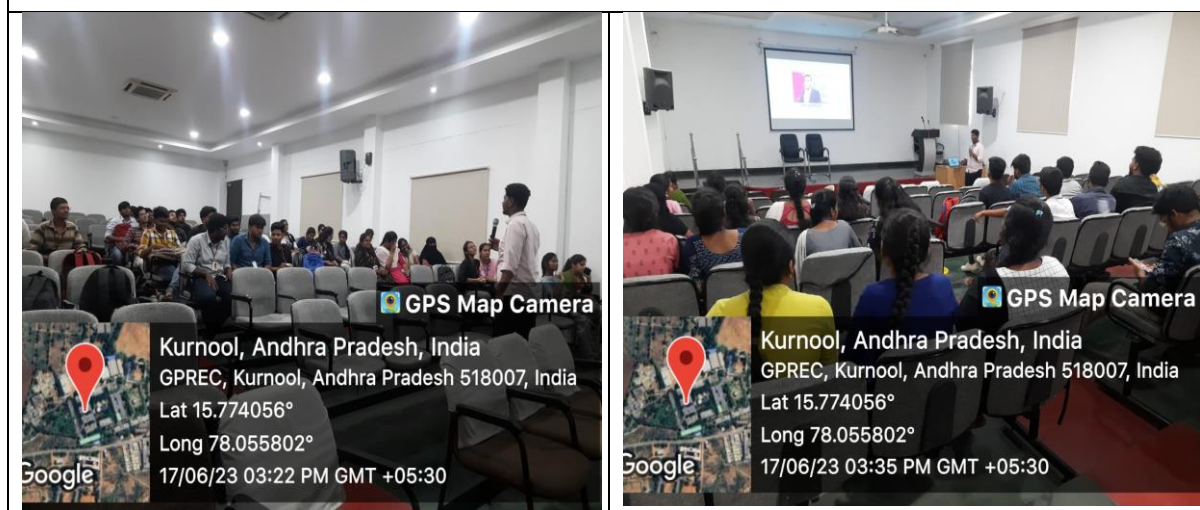 GPS Map Camera
Kurnool, Andhra Pradesh, India
GPREC, Kurnool, Andhra Pradesh 518007, India
Lat 15.774056°
Long 78.055802°
17/06/23 03:22 PM GMT +05:30
Google
GPS Map Camera
Kurnool, Andhra Pradesh, India
GPREC, Kurnool, Andhra Pradesh 518007, India
Lat 15.774056°
Long 78.055802°
17/06/23 03:35 PM GMT +05:30
Google